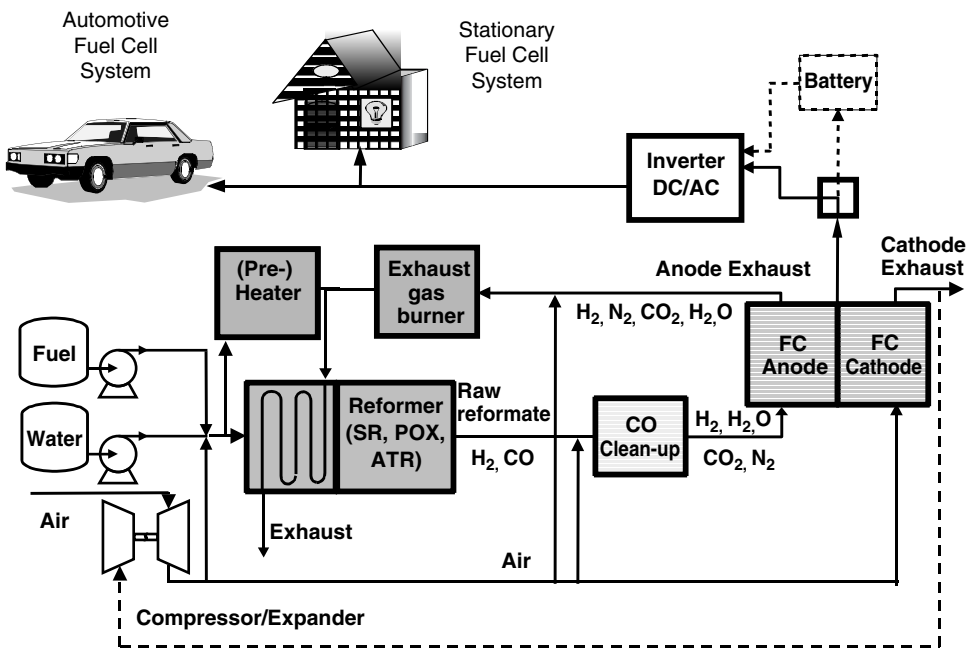 Automotive
Fuel Cell
System
Stationary
Fuel Cell
System
Battery
Inverter
DC/AC
Cathode
Exhaust
(Pre-)
Heater
Exhaust
gas
burner
Anode Exhaust
H2, N2, CO2, H2O
FC
Anode
FC
Cathode
Fuel
Water
Reformer
(SR, POX,
ATR)
Raw
reformate
H2, CO
CO
Clean-up
H2, H2,O
CO2, N2
Air
Exhaust
Air
Compressor/Expander